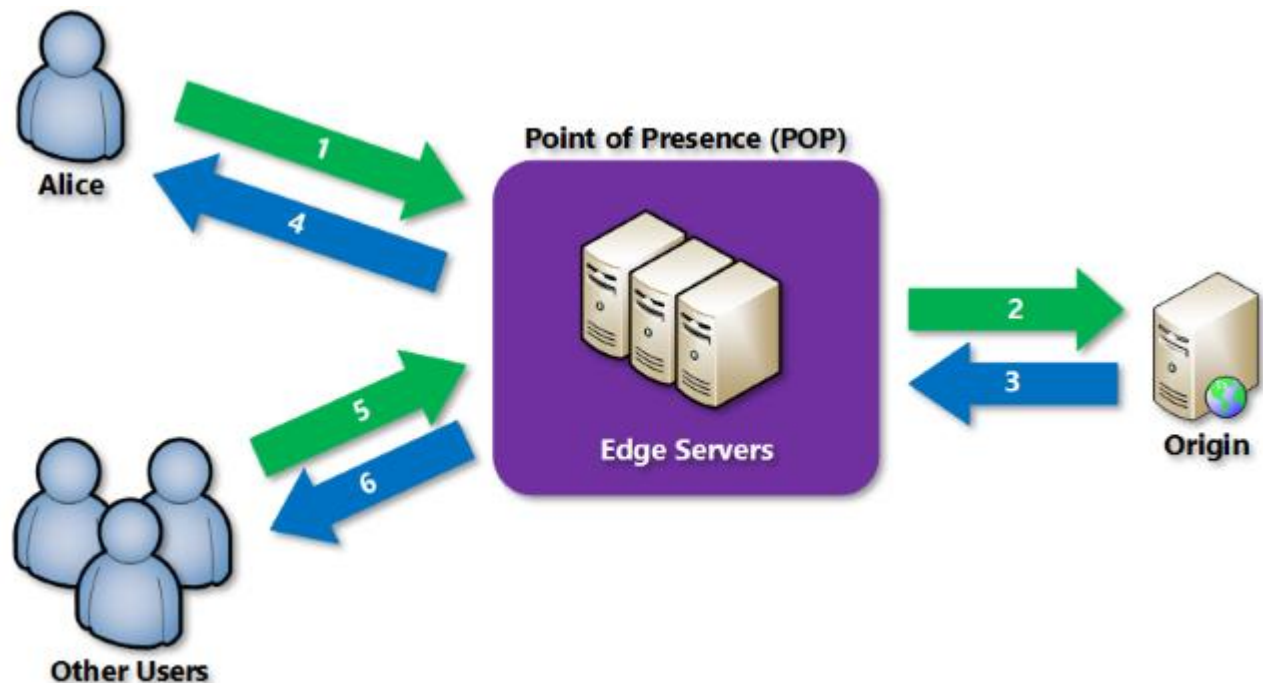 Alice
1
4
Point of Presence (POP)
Edge Servers
2
3
Origin
5
6
Other Users